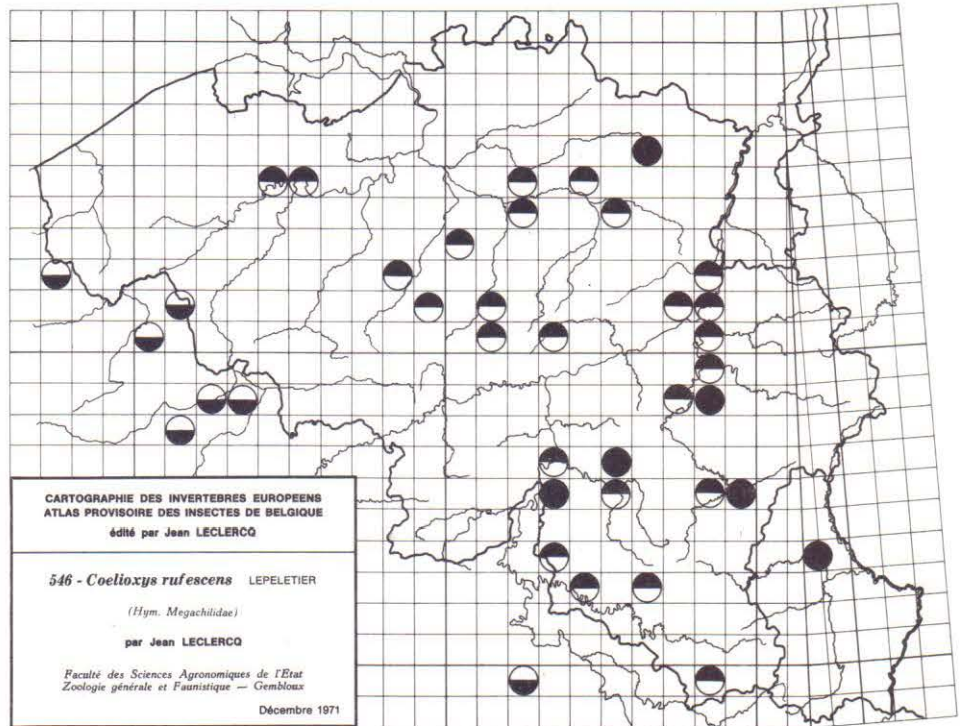 CARTOGRAPHIE DES INVERTEBRES EUROPEENS
ATLAS PROVISOIRE DES INSECTES DE BELGIQUE
édité par Jean LECLERCQ
546 - Coelioxys rufescens LEPELETIER
(Hym. Megachilidae)
par Jean LECLERCQ
Faculté des Sciences Agronomiques de l'Etat
Zoologie générale et Faunistique — Gembloux
Décembre 1971